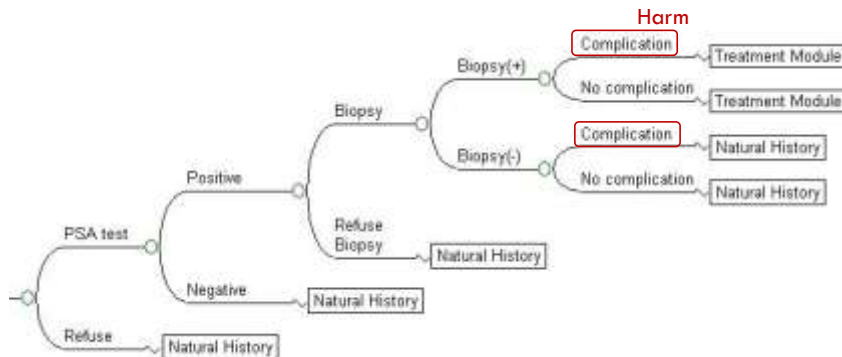 Harm
Complication
Treatment Module
Biopsy(+)
No complication
Treatment Module
Biopsy
Complication
Natural History
Biopsy(-)
No complication
Natural History
Positive
Refuse
Biopsy
Natural History
PSA test
Negative
Natural History
Refuse
Natural History